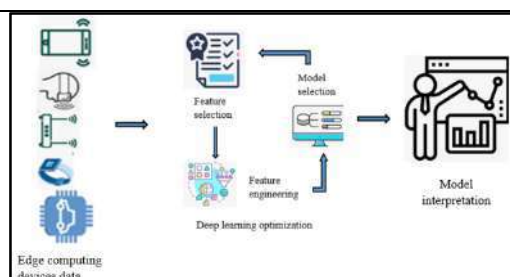 Feature
selection
Model
selection
Feature
engineering
Deep learning optimization
Model
interpretation
Edge computing
devices data